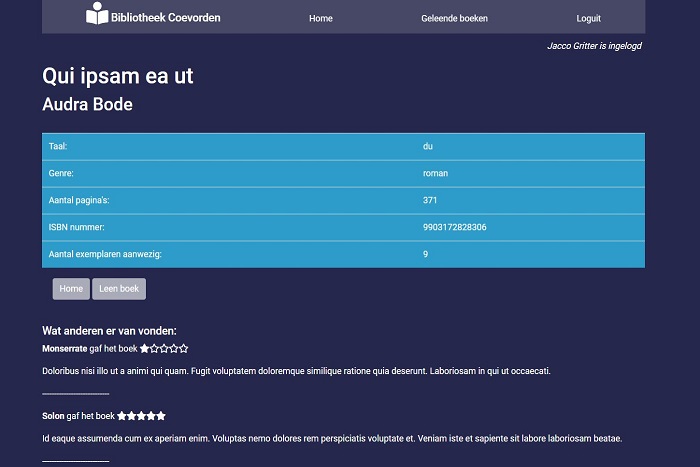 Bibliotheek Coevorden Home Geleende boeken Loguit
Jacco Gritter is ingelogd
Qui ipsam ea ut
Audra Bode
Taal: du
Genre: roman
Aantal pagina's: 371
ISBN nummer: 9903172828306
Aantal exemplaren aanwezig: 9
Home Leen boek
Wat anderen er van vonden:
Monserrate gaf het boek
Doloribus nisi illo ut a animi qui quam. Fugit voluptatem doloremque similique ratione quia deserunt. Laboriosam in qui ut occaecati.
Solon gaf het boek
Id eaque assumenda cum ex aperiam enim. Voluptas nemo dolores rem perspiciatis voluptate et. Veniam iste et sapiente sit labore laboriosam beatae.